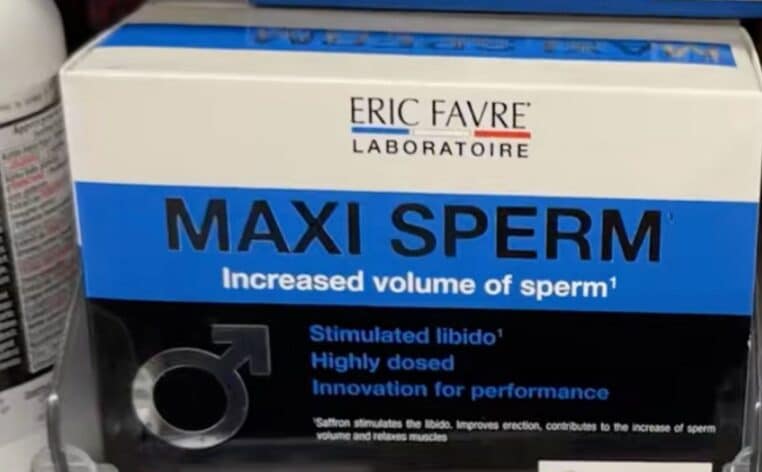 ERIC FAVRE
LABORATOIRE
MAXI SPERM¹
Increased volume of sperm¹
Stimulated libido¹
Highly dosed
Innovation for performance
¹Saffron stimulates the libido. Improves erection, contributes to the increase of sperm
volume and relaxes muscles